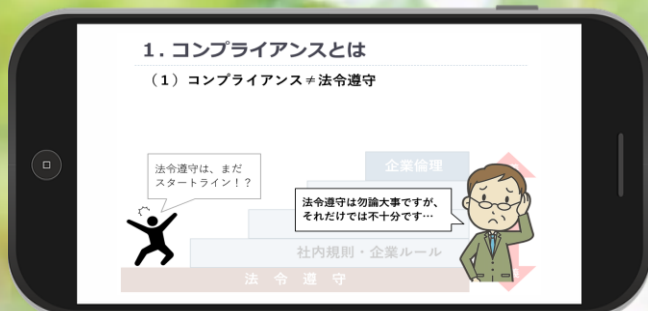 1. コンプライアンスとは
（1）コンプライアンス≠法令遵守
企業倫理
法令遵守は、まだ
スタートライン！？
法令遵守は勿論大事ですが、
それだけでは不十分です…
社内規則・企業ルール
法令遵守